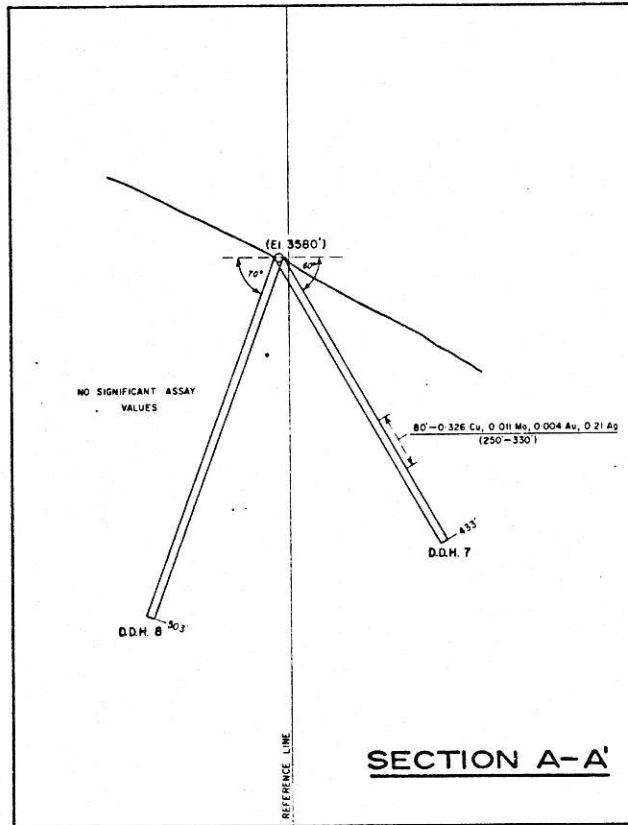 (El. 3580')
70°
60°
NO SIGNIFICANT ASSAY
VALUES
80'-0.326 Cu, 0.011 Mo, 0.004 Au, 0.21 Ag
(250'-330')
433'
D.D.H. 7
503'
D.D.H. 8
REFERENCE LINE
SECTION A-A'